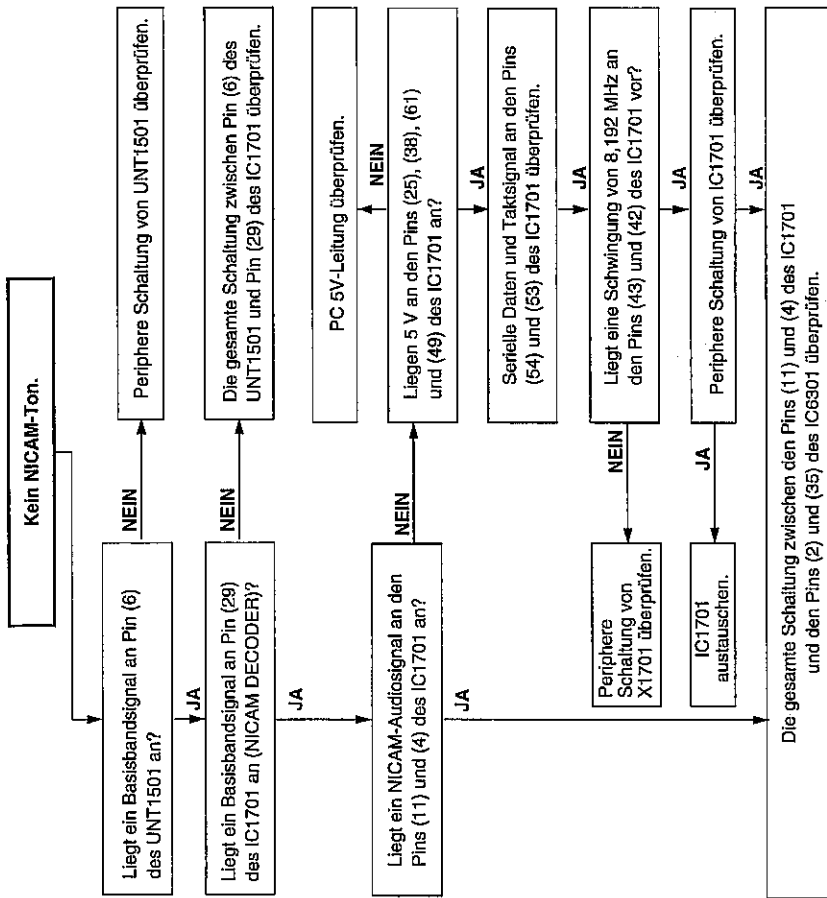 Kein NICAM-Ton.
Liegt ein Basisbandsignal an Pin (6)
des UNT1501 an?
NEIN
Periphere Schaltung von UNT1501 überprüfen.
JA
Liegt ein Basisbandsignal an Pin (29)
des IC1701 an (NICAM DECODER)?
NEIN
Die gesamte Schaltung zwischen Pin (6) des
UNT1501 und Pin (29) des IC1701 überprüfen.
JA
Liegt ein NICAM-Audiosignal an den
Pins (11) und (4) des IC1701 an?
NEIN
Liegen 5 V an den Pins (25), (38), (61)
und (49) des IC1701 an?
NEIN
PC 5V-Leitung überprüfen.
JA
Serielle Daten und Taktsignal an den Pins
(54) und (53) des IC1701 überprüfen.
JA
Liegt eine Schwingung von 8,192 MHz an
den Pins (43) und (42) des IC1701 vor?
NEIN
Periphere
Schaltung von
X1701 überprüfen.
JA
Periphere Schaltung von IC1701 überprüfen.
JA
IC1701
austauschen.
JA
JA
Die gesamte Schaltung zwischen den Pins (11) und (4) des IC1701
und den Pins (2) und (35) des IC6301 überprüfen.